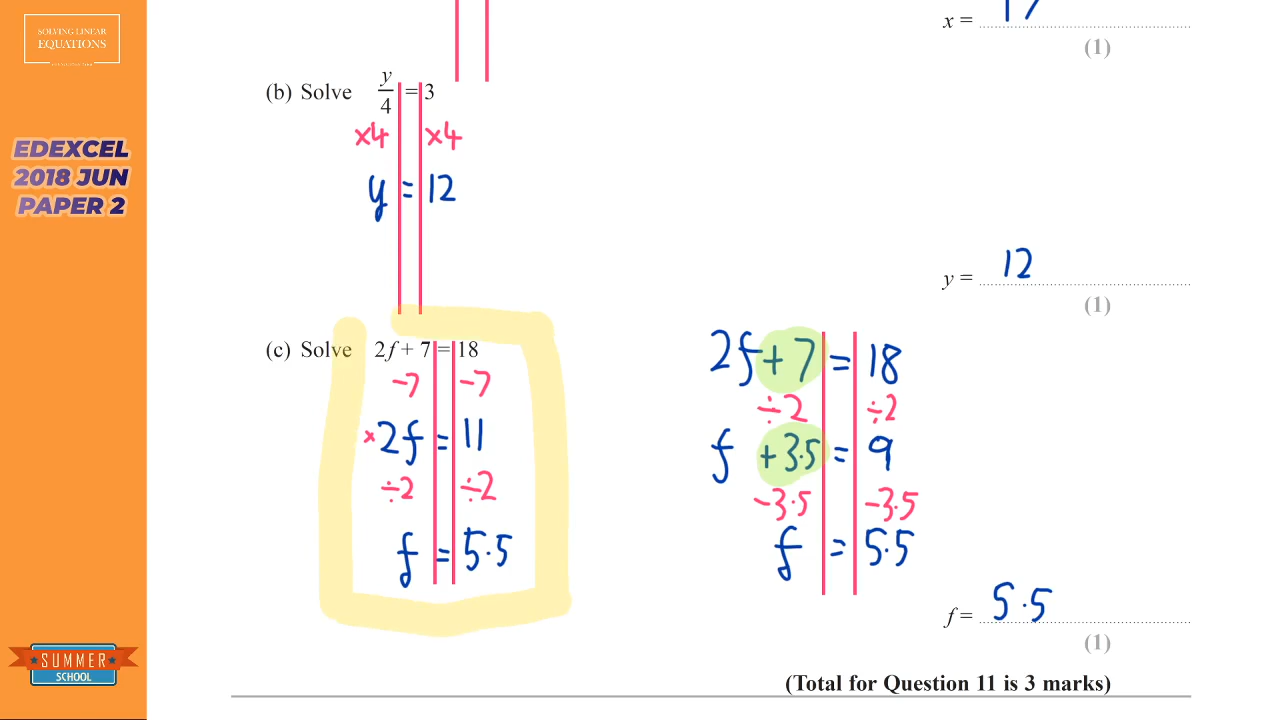 SOLVING LINEAR
EQUATIONS
EDEXCEL
2018 JUN
PAPER 2
SUMMER
SCHOOL
x = 17
(1)
(b) Solve y/4 = 3
×4 ×4
y = 12
y = 12
(1)
(c) Solve 2f + 7 = 18
-7 -7
×2f = 11
÷2 ÷2
f = 5.5
2f + 7 = 18
÷2 ÷2
f + 3.5 = 9
-3.5 -3.5
f = 5.5
f = 5.5
(1)
(Total for Question 11 is 3 marks)